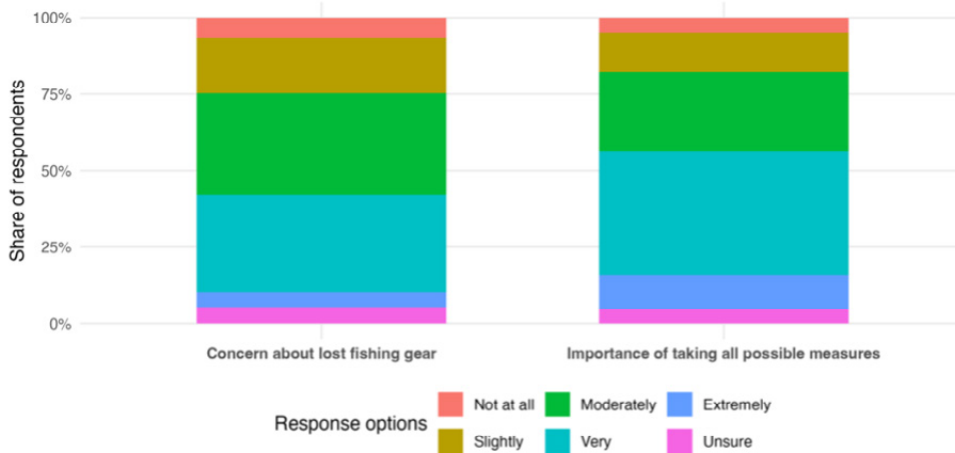 100%
75%
50%
25%
0%
Share of respondents
Concern about lost fishing gear
Importance of taking all possible measures
Response options
Not at all
Moderately
Extremely
Slightly
Very
Unsure